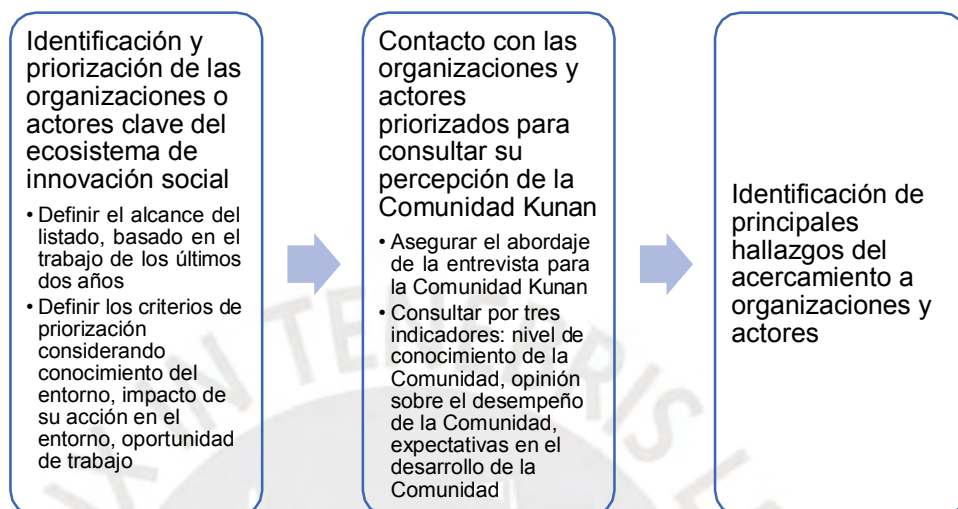 Identificación y
priorización de las
organizaciones o
actores clave del
ecosistema de
innovación social
• Definir el alcance del
listado, basado en el
trabajo de los últimos
dos años
• Definir los criterios de
priorización
considerando
conocimiento del
entorno, impacto de
su acción en el
entorno, oportunidad
de trabajo
Contacto con las
organizaciones y
actores
priorizados para
consultar su
percepción de la
Comunidad Kunan
• Asegurar el abordaje
de la entrevista para
la Comunidad Kunan
• Consultar por tres
indicadores: nivel de
conocimiento de la
Comunidad, opinión
sobre el desempeño
de la Comunidad,
expectativas en el
desarrollo de la
Comunidad
Identificación de
principales
hallazgos del
acercamiento a
organizaciones y
actores